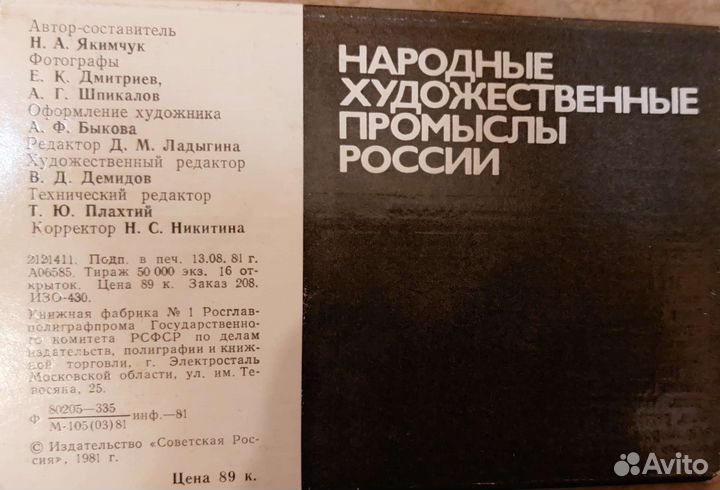 Автор-составитель
Н. А. Якимчук
Фотографы
Е. К. Дмитриев,
А. Г. Шпикалов
Оформление художника
А. Ф. Быкова
Редактор Д. М. Ладыгина
Художественный редактор
В. Д. Демидов
Технический редактор
Т. Ю. Плахтий
Корректор Н. С. Никитина
2121411. Подп. в печ. 13.08. 81 г.
А06585. Тираж 50 000 экз. 16 от-
крыток. Цена 89 к. Заказ 208.
ИЗО-430.
Книжная фабрика № 1 Росглав-
полиграфпрома Государственно-
го комитета РСФСР по делам
издательств, полиграфии и книж-
ной торговли, г. Электросталь
Московской области, ул. им. Те-
восяна, 25.
Ф 80205—335
М-105(03)81 инф.—81
© Издательство «Советская Рос-
сия», 1981 г.
Цена 89 к.
НАРОДНЫЕ
ХУДОЖЕСТВЕННЫЕ
ПРОМЫСЛЫ
РОССИИ
Avito